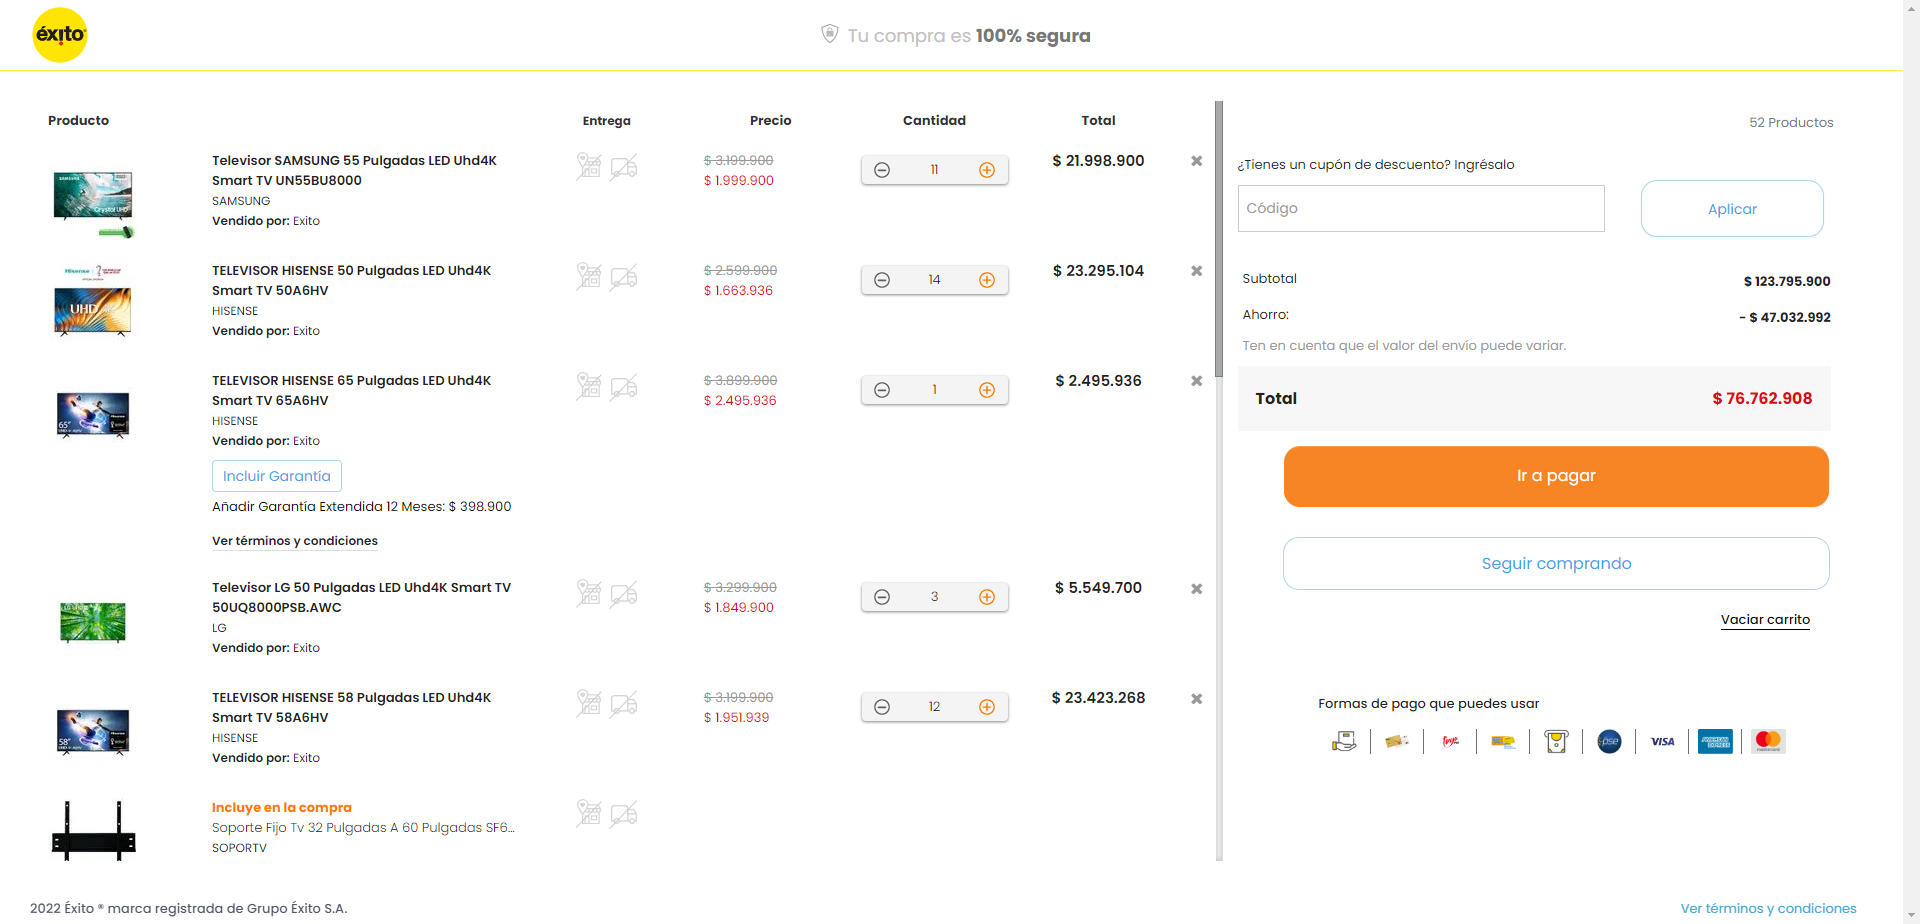 éxito
Tu compra es 100% segura
Producto Entrega Precio Cantidad Total
Televisor SAMSUNG 55 Pulgadas LED Uhd4K
Smart TV UN55BU8000
SAMSUNG
Vendido por: Exito
$ 3.199.900
$ 1.999.900
11
$ 21.998.900
TELEVISOR HISENSE 50 Pulgadas LED Uhd4K
Smart TV 50A6HV
HISENSE
Vendido por: Exito
$ 2.599.900
$ 1.663.936
14
$ 23.295.104
TELEVISOR HISENSE 65 Pulgadas LED Uhd4K
Smart TV 65A6HV
HISENSE
Vendido por: Exito
$ 3.899.900
$ 2.495.936
1
$ 2.495.936
Incluir Garantía
Añadir Garantía Extendida 12 Meses: $ 398.900
Ver términos y condiciones
Televisor LG 50 Pulgadas LED Uhd4K Smart TV
50UQ8000PSB.AWC
LG
Vendido por: Exito
$ 3.299.900
$ 1.849.900
3
$ 5.549.700
TELEVISOR HISENSE 58 Pulgadas LED Uhd4K
Smart TV 58A6HV
HISENSE
Vendido por: Exito
$ 3.199.900
$ 1.951.939
12
$ 23.423.268
Incluye en la compra
Soporte Fijo Tv 32 Pulgadas A 60 Pulgadas SF6...
SOPORTV
52 Productos
¿Tienes un cupón de descuento? Ingrésalo
Código
Aplicar
Subtotal $ 123.795.900
Ahorro: - $ 47.032.992
Ten en cuenta que el valor del envío puede variar.
Total $ 76.762.908
Ir a pagar
Seguir comprando
Vaciar carrito
Formas de pago que puedes usar
pse
VISA
AMERICAN EXPRESS
2022 Éxito ® marca registrada de Grupo Éxito S.A.
Ver términos y condiciones